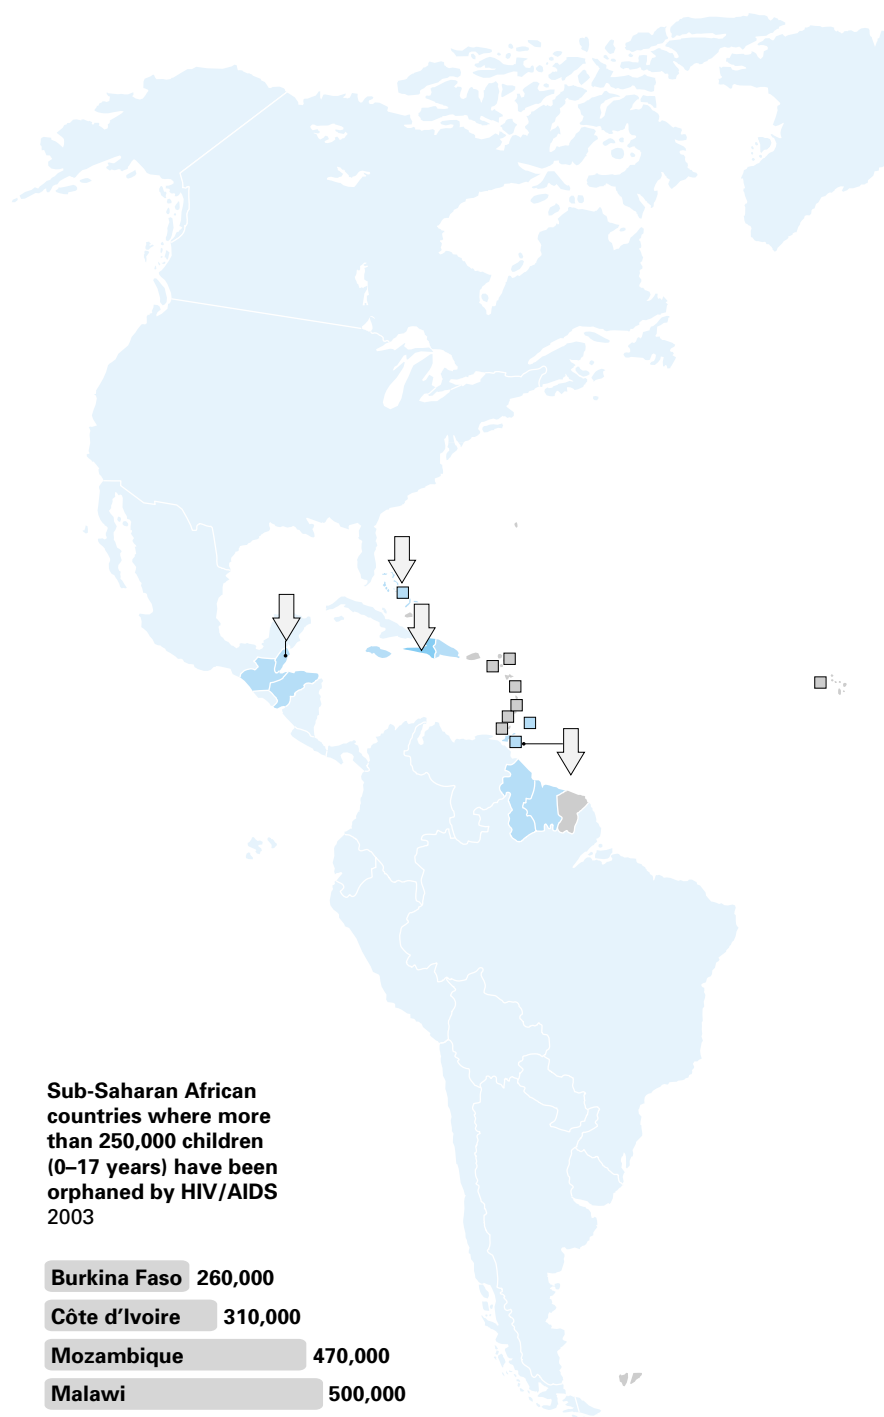 Sub-Saharan African
countries where more
than 250,000 children
(0–17 years) have been
orphaned by HIV/AIDS
2003
Burkina Faso 260,000
Côte d’Ivoire 310,000
Mozambique 470,000
Malawi 500,000